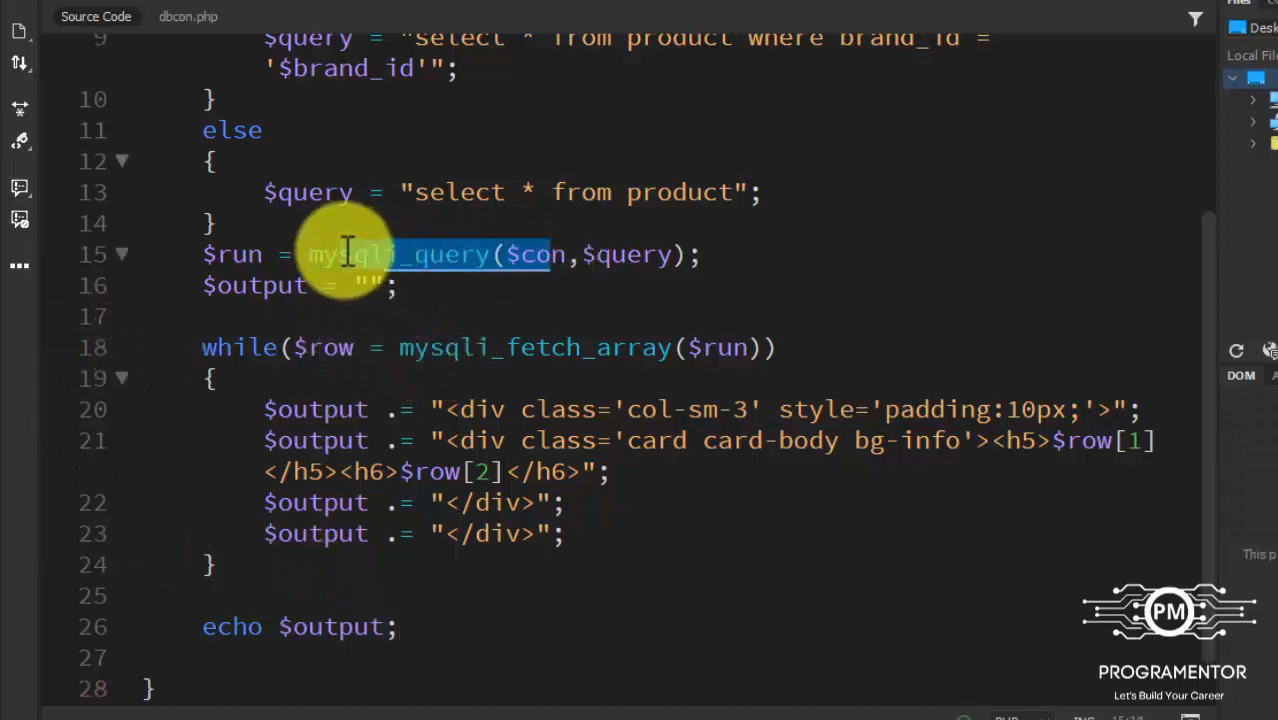 Source Code dbcon.php
Files
Desk
Local File
9 $query = "select * from product where brand_id =
'$brand_id'";
10 }
11 else
12 {
13 $query = "select * from product";
14 }
15 $run = mysqli_query($con,$query);
16 $output = "";
17
18 while($row = mysqli_fetch_array($run))
19 {
20 $output .= "<div class='col-sm-3' style='padding:10px;'>";
21 $output .= "<div class='card card-body bg-info'><h5>$row[1]
</h5><h6>$row[2]</h6>";
22 $output .= "</div>";
23 $output .= "</div>";
24 }
25
26 echo $output;
27
28 }
DOM
This p
PM
PROGRAMENTOR
Let's Build Your Career